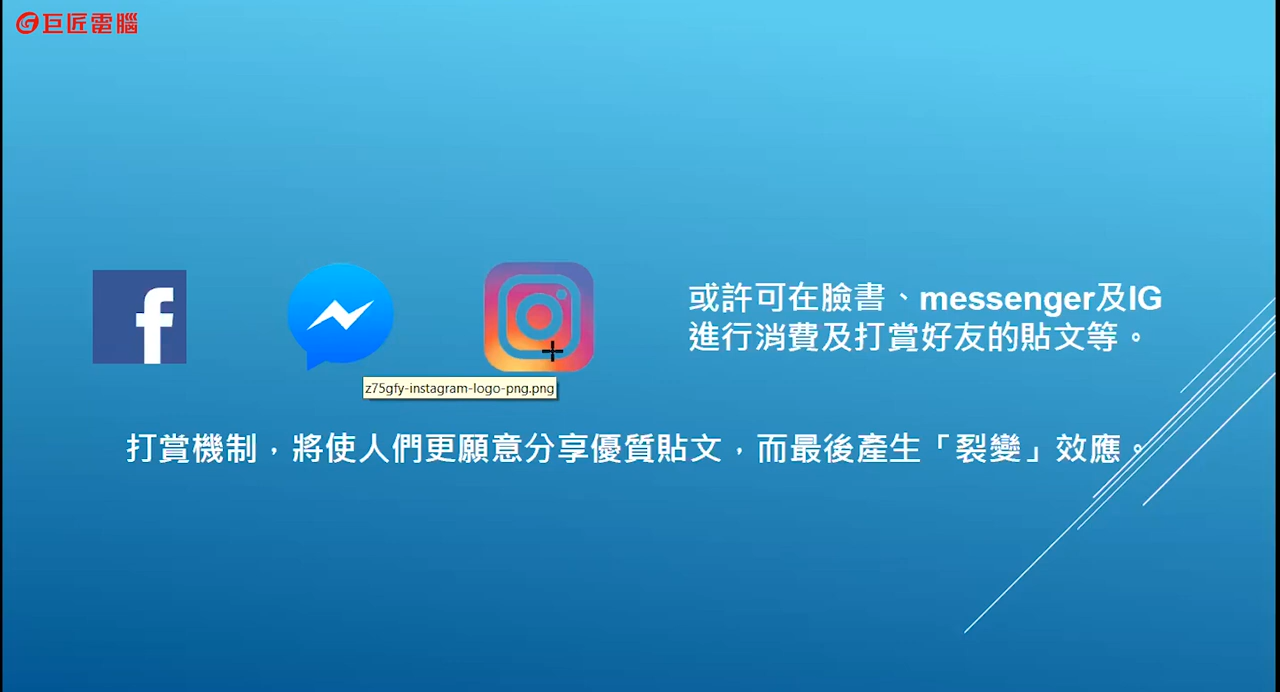 巨匠電腦
或許可在臉書、messenger及IG
進行消費及打賞好友的貼文等。
z75gfy-instagram-logo-png.png
打賞機制，將使人們更願意分享優質貼文，而最後產生「裂變」效應。